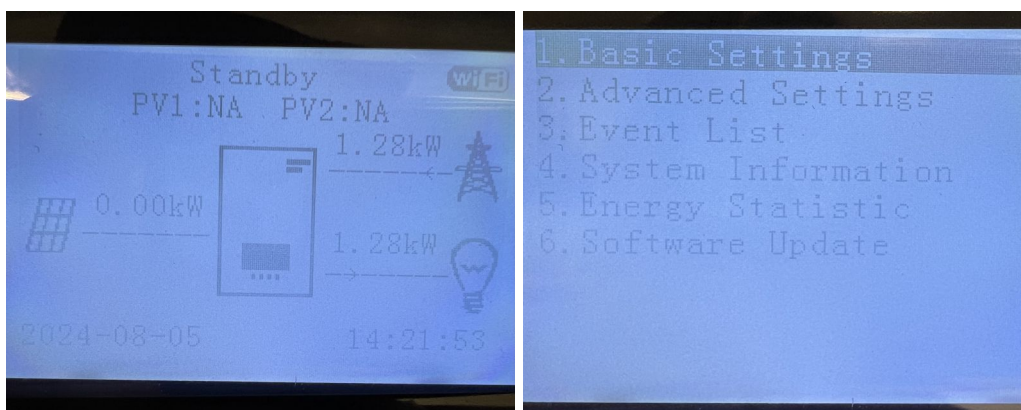 Standby
WiFi
PV1:NA PV2:NA
1.28kW
0.00kW
1.28kW
2024-08-05 14:21:53
1.Basic Settings
2.Advanced Settings
3.Event List
4.System Information
5.Energy Statistic
6.Software Update